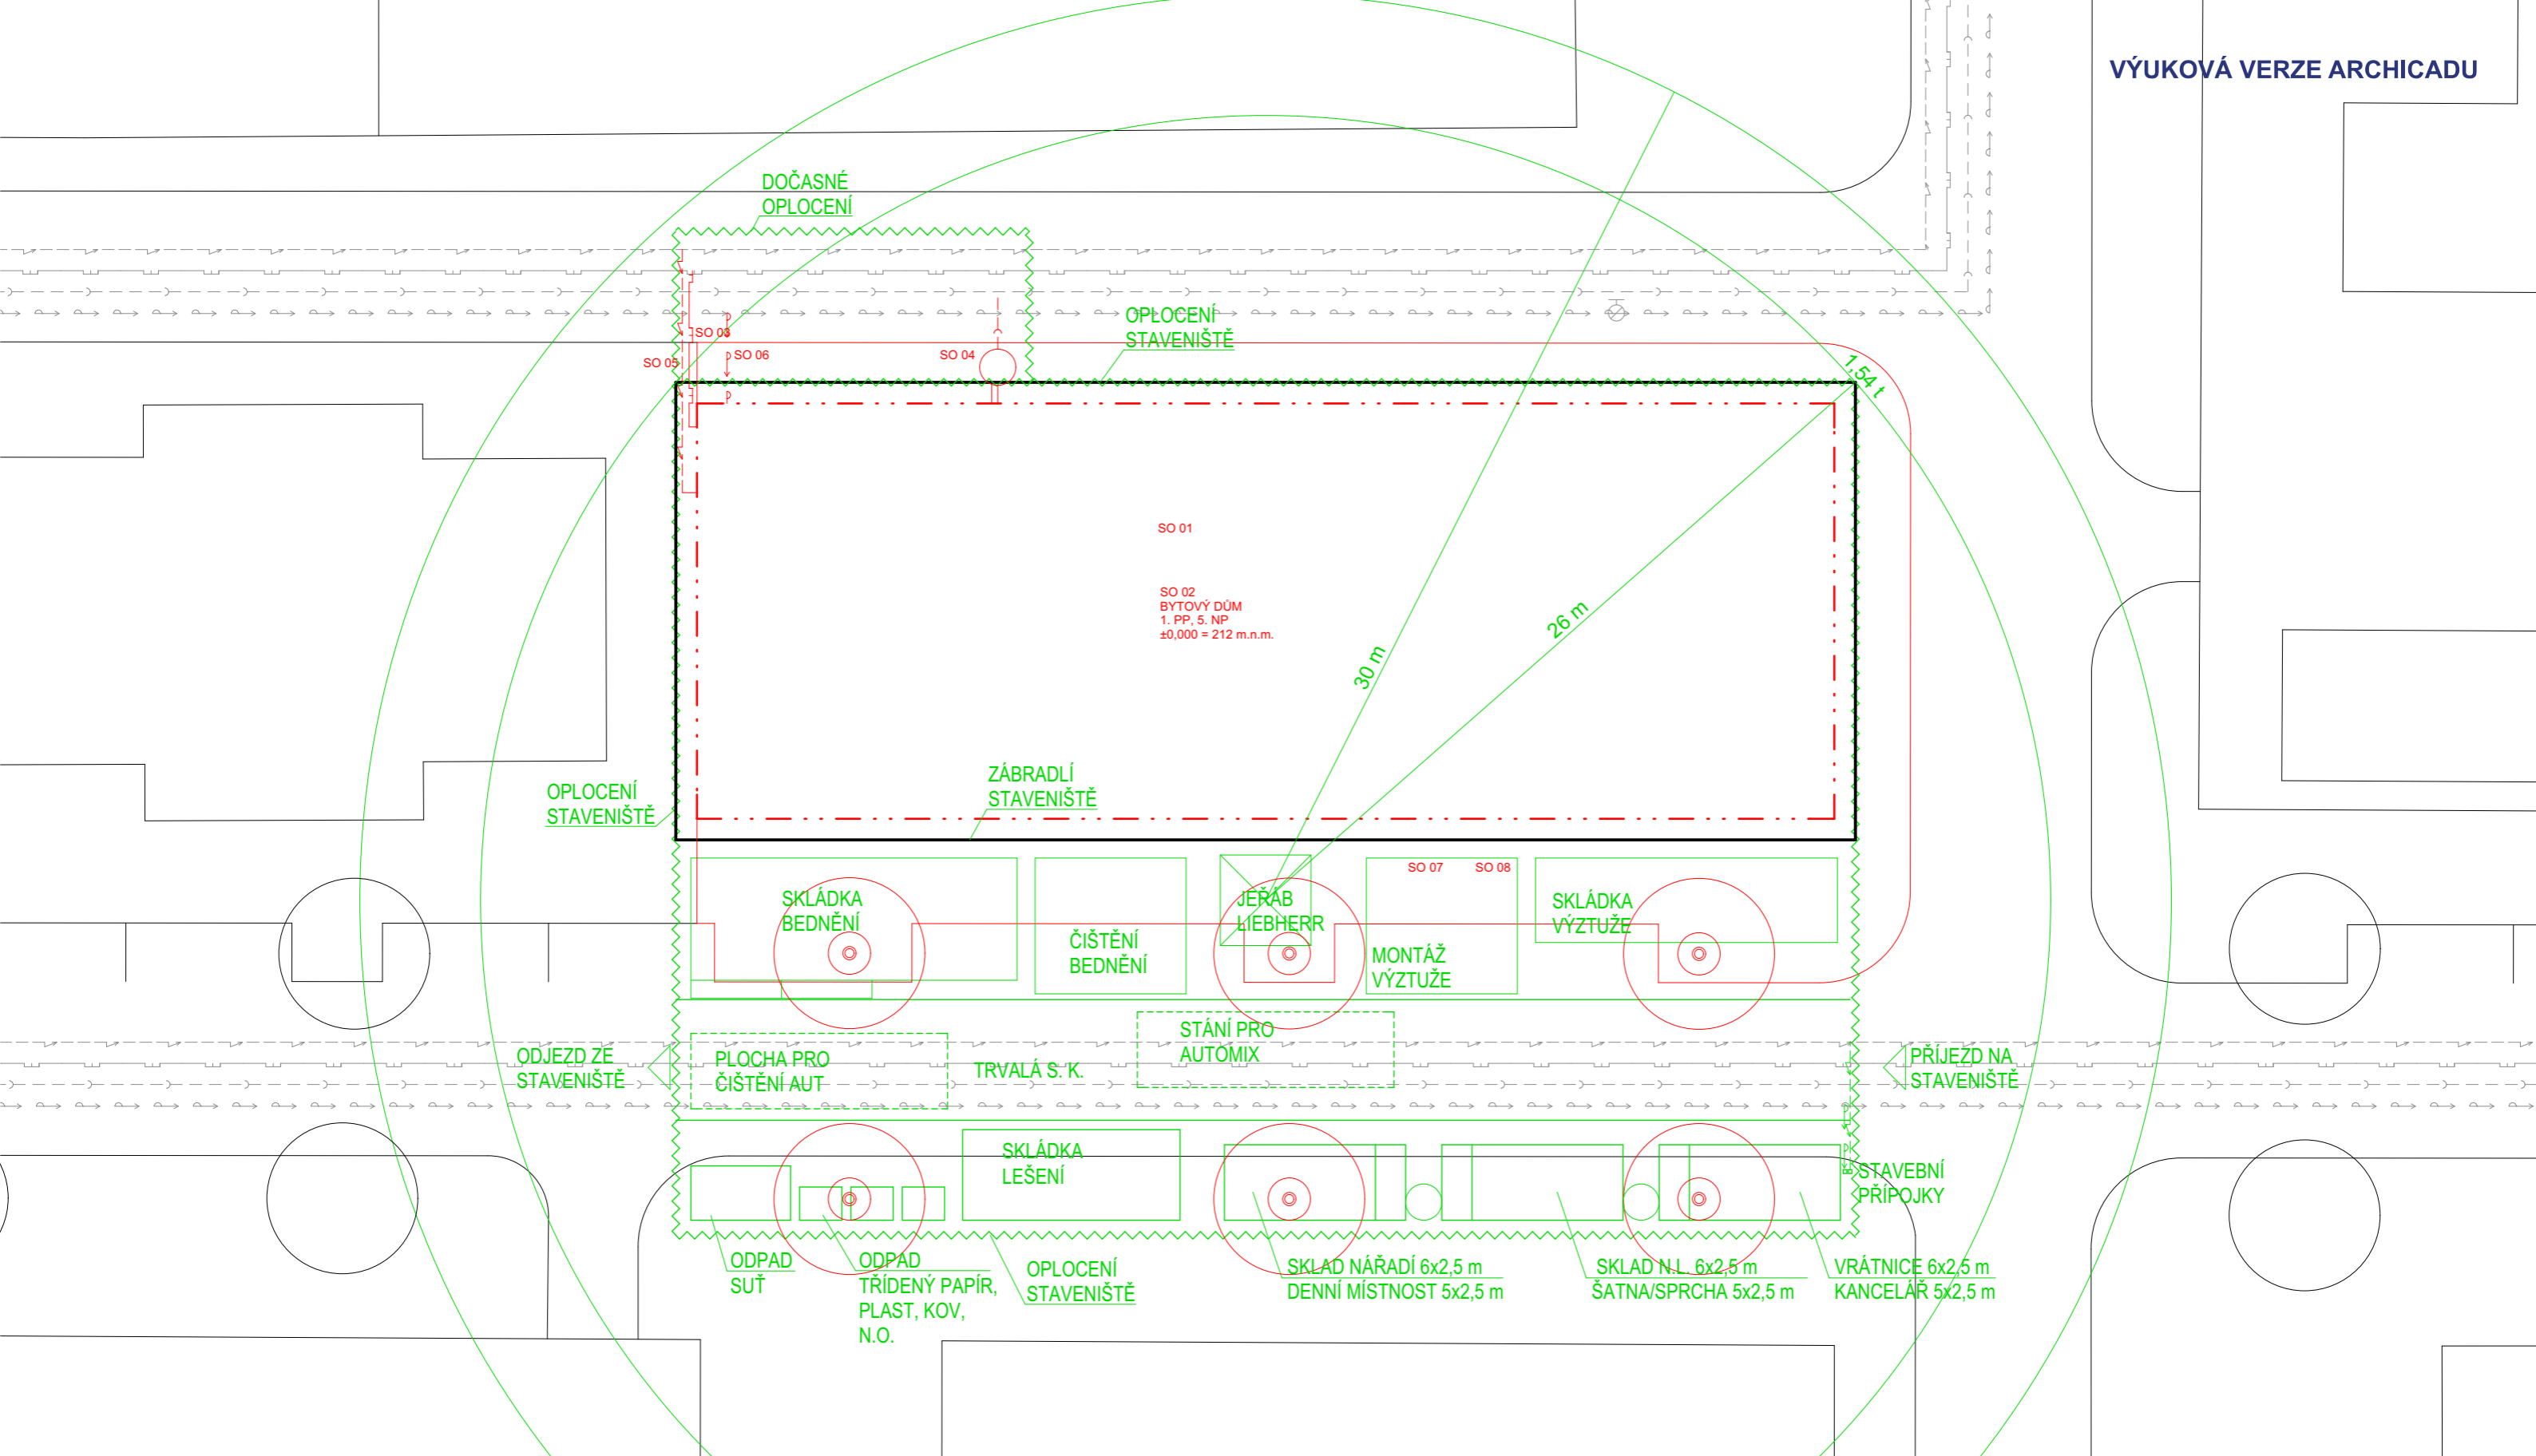 VÝUKOVÁ VERZE ARCHICADU
DOČASNÉ
OPLOCENÍ
OPLOCENÍ
STAVENIŠTĚ
SO 03
SO 05
SO 06
SO 04
1,54 t
SO 01
SO 02
BYTOVÝ DŮM
1. PP, 5. NP
±0,000 = 212 m.n.m.
26 m
30 m
OPLOCENÍ
STAVENIŠTĚ
ZÁBRADLÍ
STAVENIŠTĚ
SKLÁDKA
BEDNĚNÍ
ČIŠTĚNÍ
BEDNĚNÍ
JEŘÁB
LIEBHERR
SO 07
SO 08
MONTÁŽ
VÝZTUŽE
SKLÁDKA
VÝZTUŽE
ODJEZD ZE
STAVENIŠTĚ
PLOCHA PRO
ČIŠTĚNÍ AUT
TRVALÁ S. K.
STÁNÍ PRO
AUTOMIX
PŘÍJEZD NA
STAVENIŠTĚ
SKLÁDKA
LEŠENÍ
STAVEBNÍ
PŘÍPOJKY
ODPAD
SUŤ
ODPAD
TŘÍDENÝ PAPÍR,
PLAST, KOV,
N.O.
OPLOCENÍ
STAVENIŠTĚ
SKLAD NÁŘADÍ 6x2,5 m
DENNÍ MÍSTNOST 5x2,5 m
SKLAD N.L. 6x2,5 m
ŠATNA/SPRCHA 5x2,5 m
VRÁTNICE 6x2,5 m
KANCELÁŘ 5x2,5 m